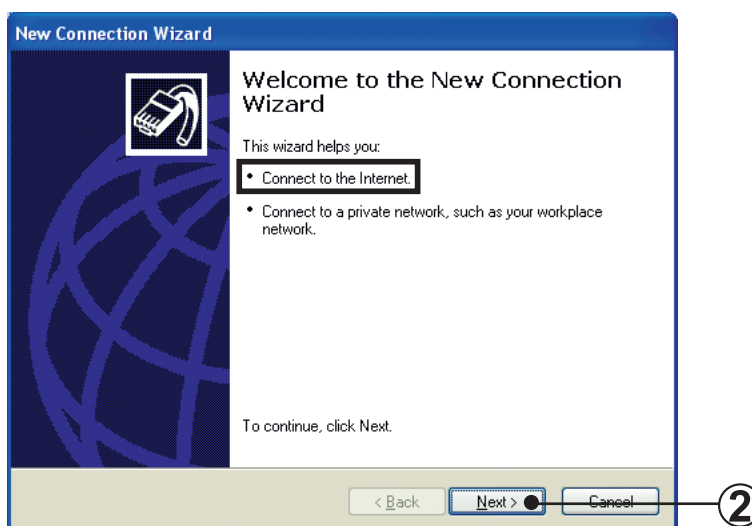 New Connection Wizard
Welcome to the New Connection
Wizard
This wizard helps you:
• Connect to the Internet.
• Connect to a private network, such as your workplace
network.
To continue, click Next.
< Back
Next >
Cancel
2